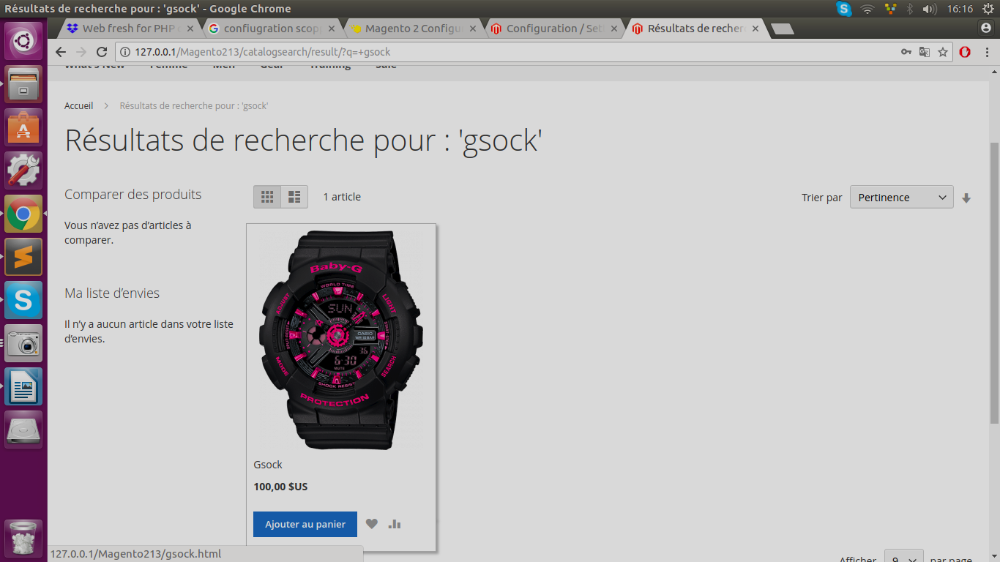 Résultats de recherche pour : 'gsock' - Google Chrome
16:16
Web fresh for PHP
confiugration scop
Magento 2 Configu
Configuration / Set
Résultats de recher
127.0.0.1/Magento213/catalogsearch/result/?q=+gsock
What's New Femme Men Gear Training Sale
Accueil > Résultats de recherche pour : 'gsock'
Résultats de recherche pour : 'gsock'
Comparer des produits
1 article
Trier par Pertinence
Vous n'avez pas d'articles à
comparer.
Ma liste d'envies
Il n'y a aucun article dans votre liste
d'envies.
Baby-G
WORLD TIME
ADJUST
LIGHT
SUN
CASIO
WR 10BAR
36
6:30
MUTE
MODE
SEARCH
SHOCK RESIST
PROTECTION
Gsock
100,00 $US
Ajouter au panier
127.0.0.1/Magento213/gsock.html
Afficher 9 par page